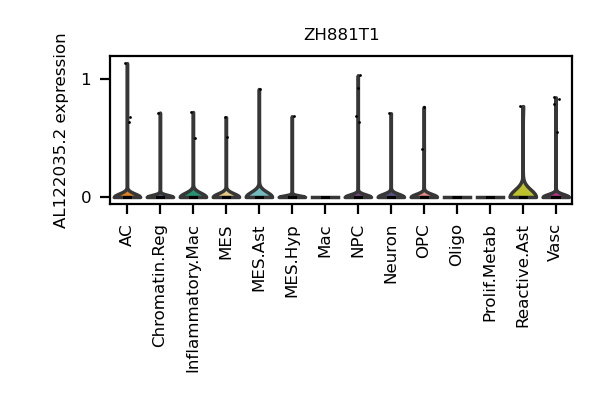 ZH881T1
AL122035.2 expression
1
0
AC
Chromatin.Reg
Inflammatory.Mac
MES
MES.Ast
MES.Hyp
Mac
NPC
Neuron
OPC
Oligo
Prolif.Metab
Reactive.Ast
Vasc